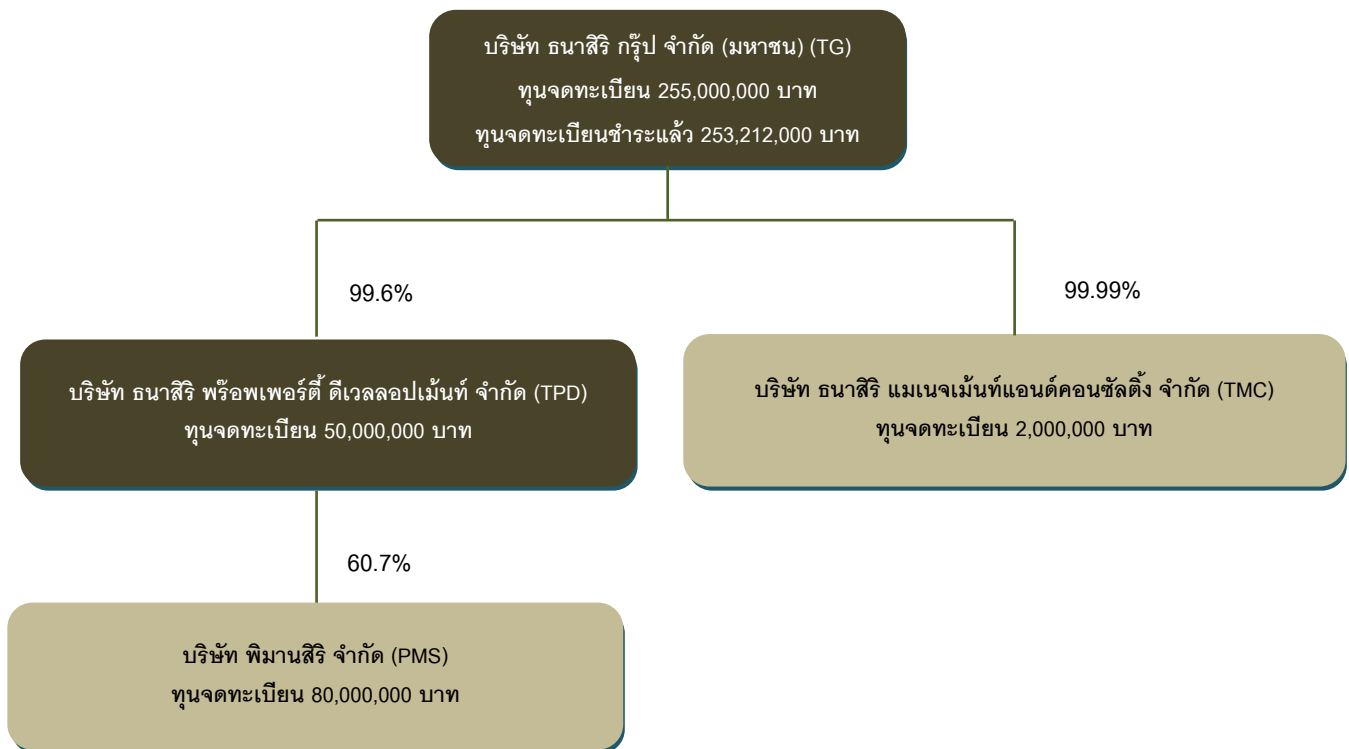 บริษัท ธนาสิริ กรุ๊ป จำกัด (มหาชน) (TG)
ทุนจดทะเบียน 255,000,000 บาท
ทุนจดทะเบียนชำระแล้ว 253,212,000 บาท
99.6%
99.99%
บริษัท ธนาสิริ พร๊อพเพอร์ตี้ ดีเวลลอปเม้นท์ จำกัด (TPD)
ทุนจดทะเบียน 50,000,000 บาท
บริษัท ธนาสิริ แมเนจเม้นท์แอนด์คอนซัลติ้ง จำกัด (TMC)
ทุนจดทะเบียน 2,000,000 บาท
60.7%
บริษัท พิมานสิริ จำกัด (PMS)
ทุนจดทะเบียน 80,000,000 บาท